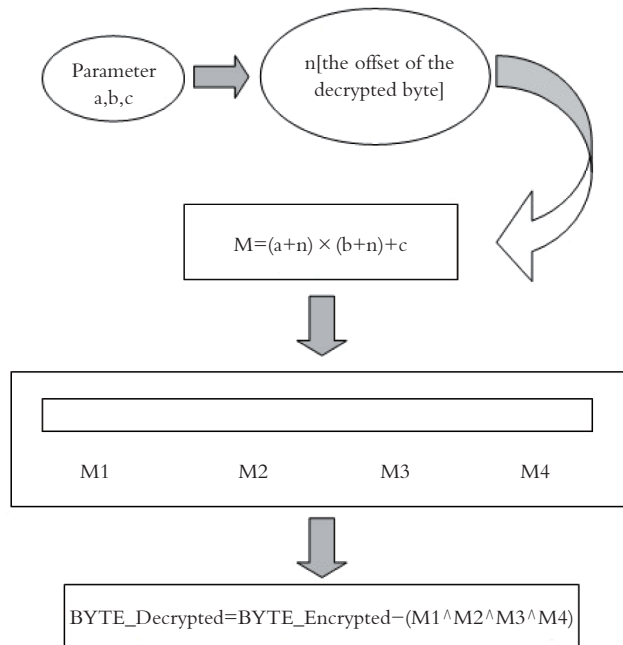 Parameter
a,b,c
n[the offset of the
decrypted byte]
M=(a+n) × (b+n)+c
M1 M2 M3 M4
BYTE_Decrypted=BYTE_Encrypted−(M1^M2^M3^M4)